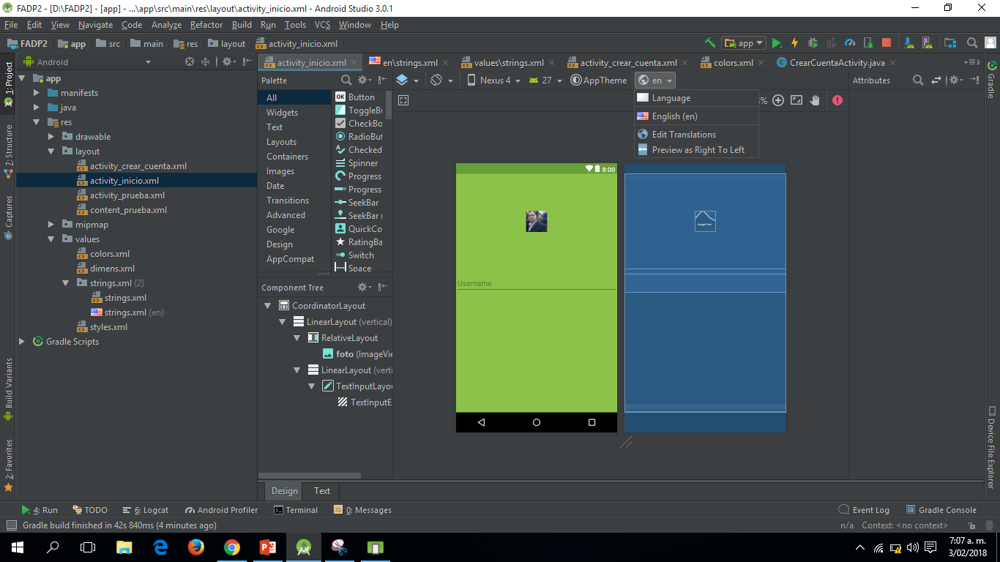 FADP2 - [D:\FADP2] - [app] - ...\app\src\main\res\layout\activity_inicio.xml - Android Studio 3.0.1
File Edit View Navigate Code Analyze Refactor Build Run Tools VCS Window Help
FADP2 app src main res layout activity_inicio.xml app
Android
activity_inicio.xml en\strings.xml values\strings.xml activity_crear_cuenta.xml colors.xml CrearCuentaActivity.java
1: Project
7: Structure
Captures
Build Variants
2: Favorites
app
manifests
java
res
drawable
layout
activity_crear_cuenta.xml
activity_inicio.xml
activity_prueba.xml
content_prueba.xml
mipmap
values
colors.xml
dimens.xml
strings.xml (2)
strings.xml
strings.xml (en)
styles.xml
Gradle Scripts
Palette
All
Widgets
Text
Layouts
Containers
Images
Date
Transitions
Advanced
Google
Design
AppCompat
OK Button
ToggleBu
CheckBo
RadioBut
Checked
Spinner
Progress
Progress
SeekBar
SeekBar (
QuickCo
RatingBa
Switch
Space
Component Tree
CoordinatorLayout
LinearLayout (vertical)
RelativeLayout
foto (ImageVie
LinearLayout (verti
TextInputLayou
TextInputE
Nexus 4 27 AppTheme en
Language
English (en)
Edit Translations
Preview as Right To Left
%
8:00
Username
ImageView
Attributes
Gradle
Device File Explorer
Design Text
4: Run TODO 6: Logcat Android Profiler Terminal 0: Messages Event Log Gradle Console
Gradle build finished in 42s 840ms (4 minutes ago) n/a Context: <no context>
7:07 a. m.
3/02/2018